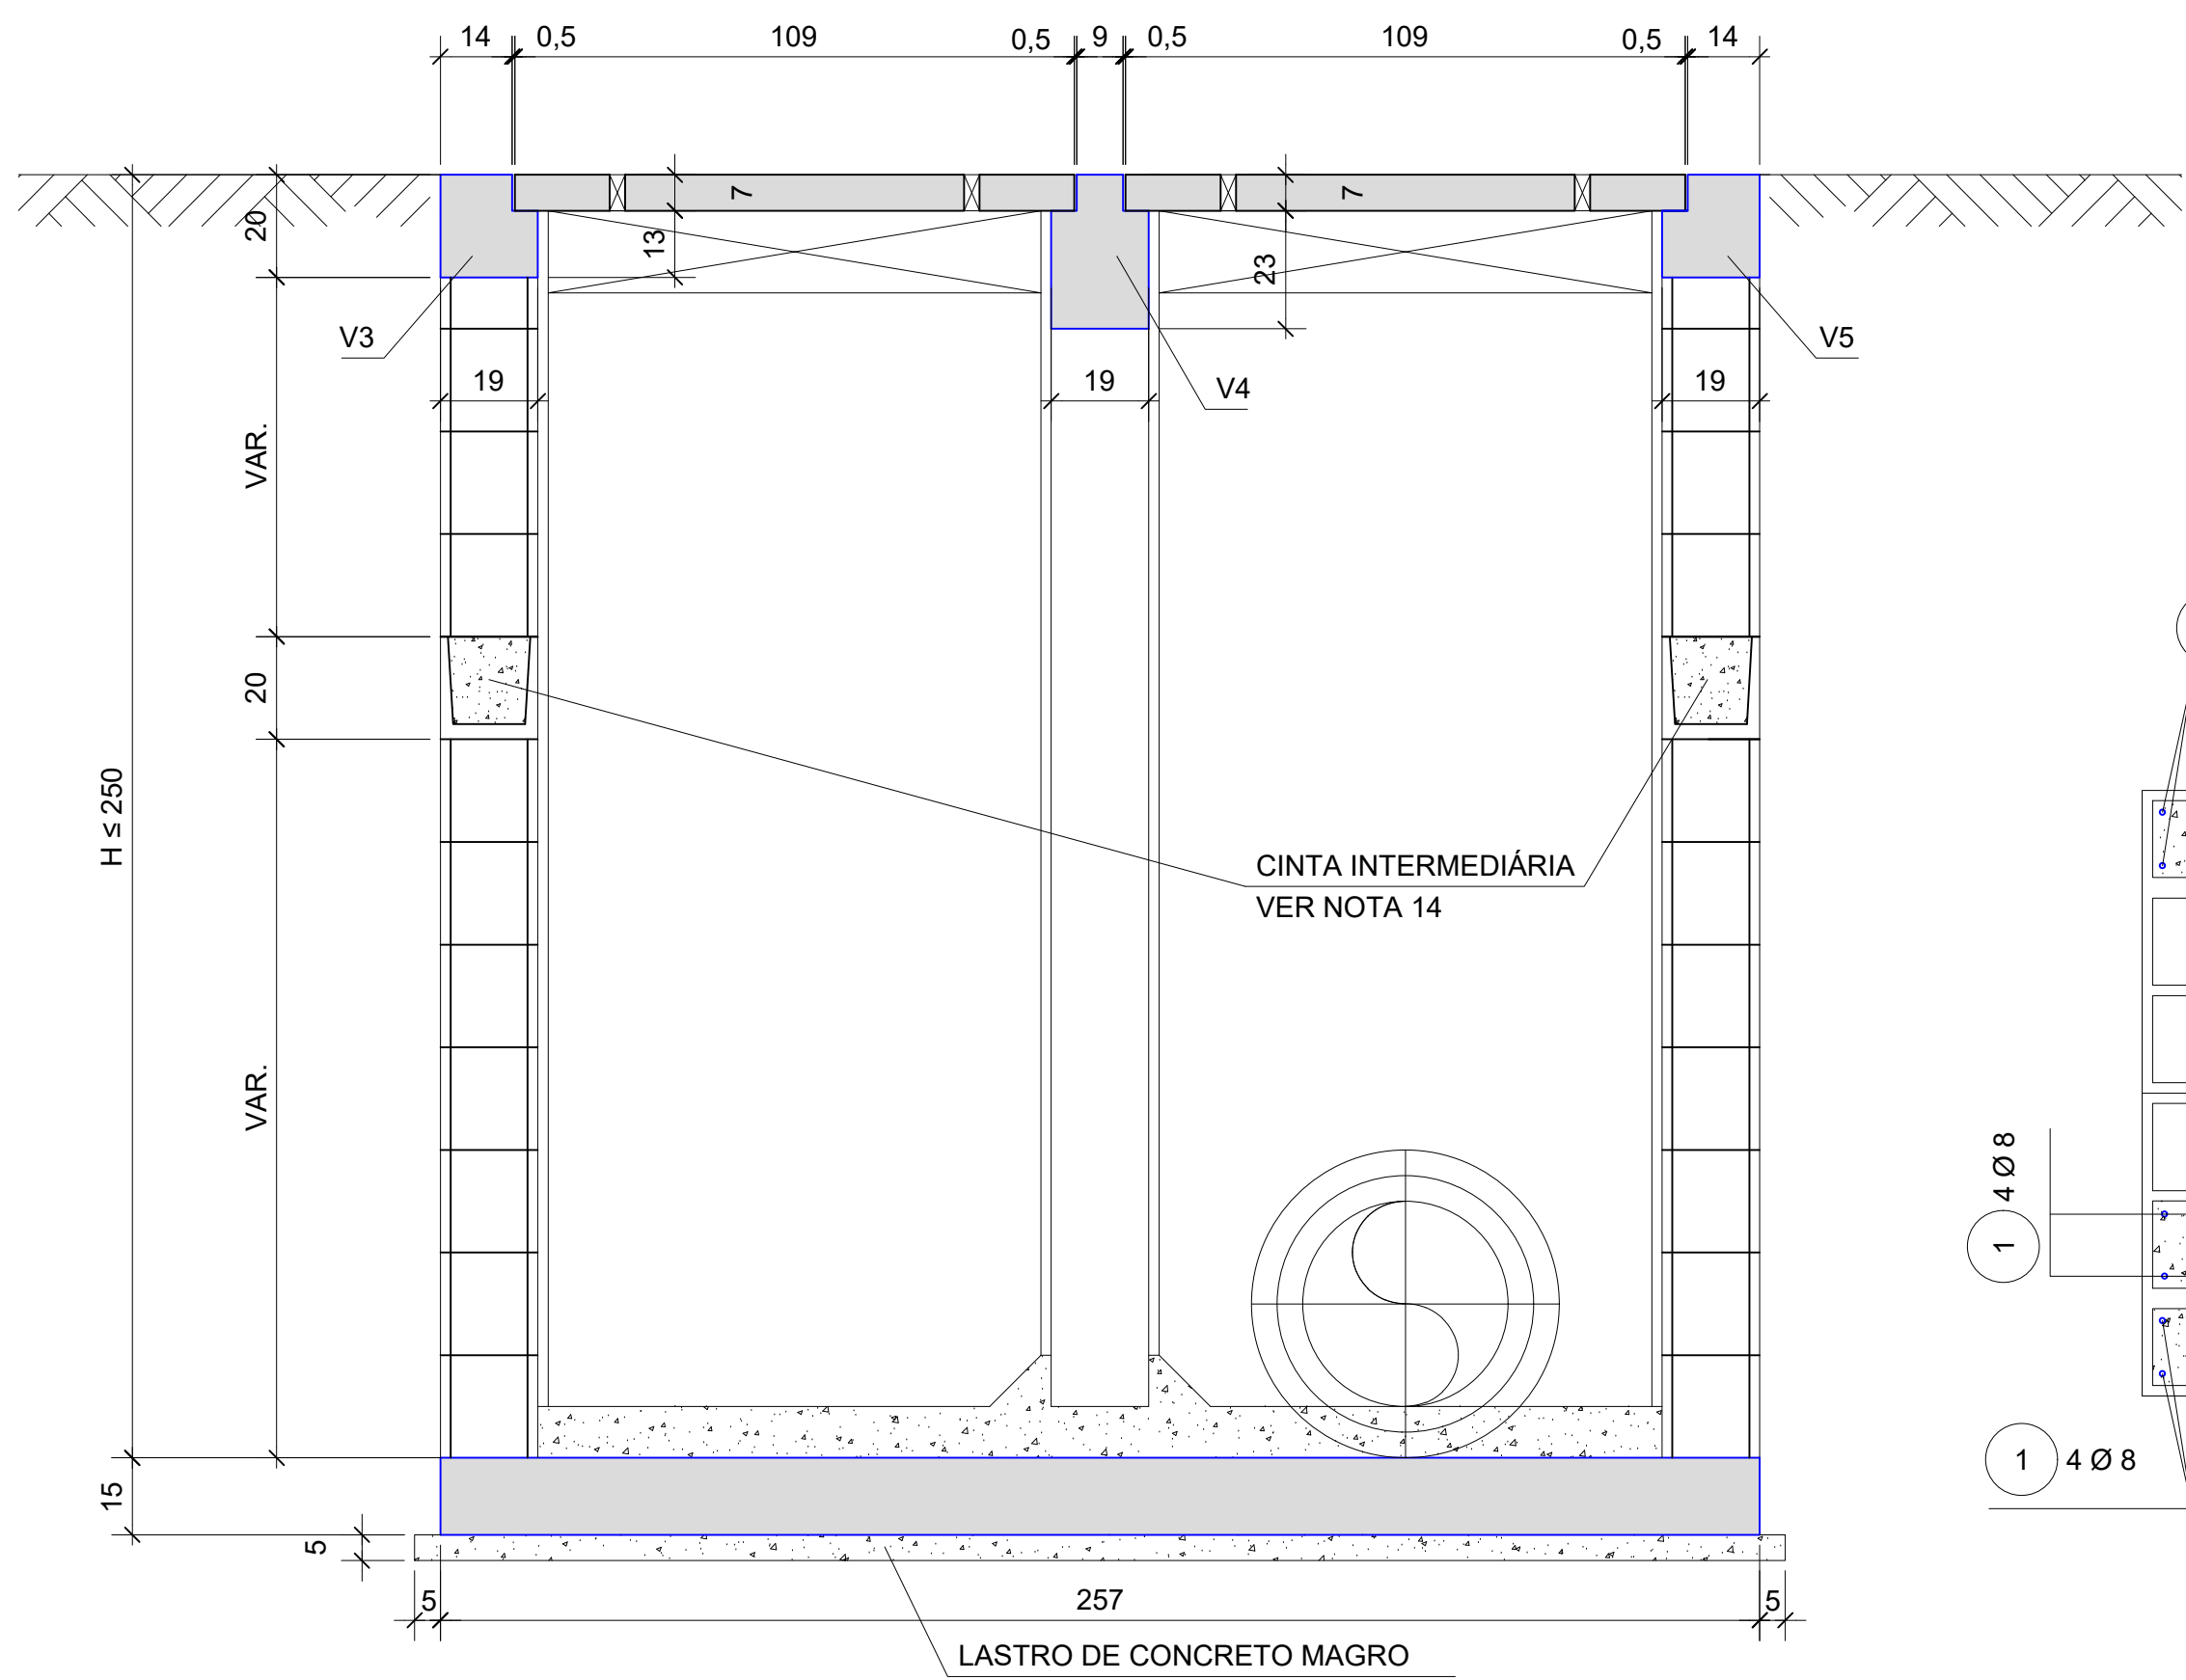 14 0,5 109 0,5 9 0,5 109 0,5 14
20
7
13
7
23
V3
V4
V5
19
19
19
VAR.
20
H ≤ 250
CINTA INTERMEDIÁRIA
VER NOTA 14
VAR.
4 Ø 8
1
1 4 Ø 8
15
5
5 257 5
LASTRO DE CONCRETO MAGRO